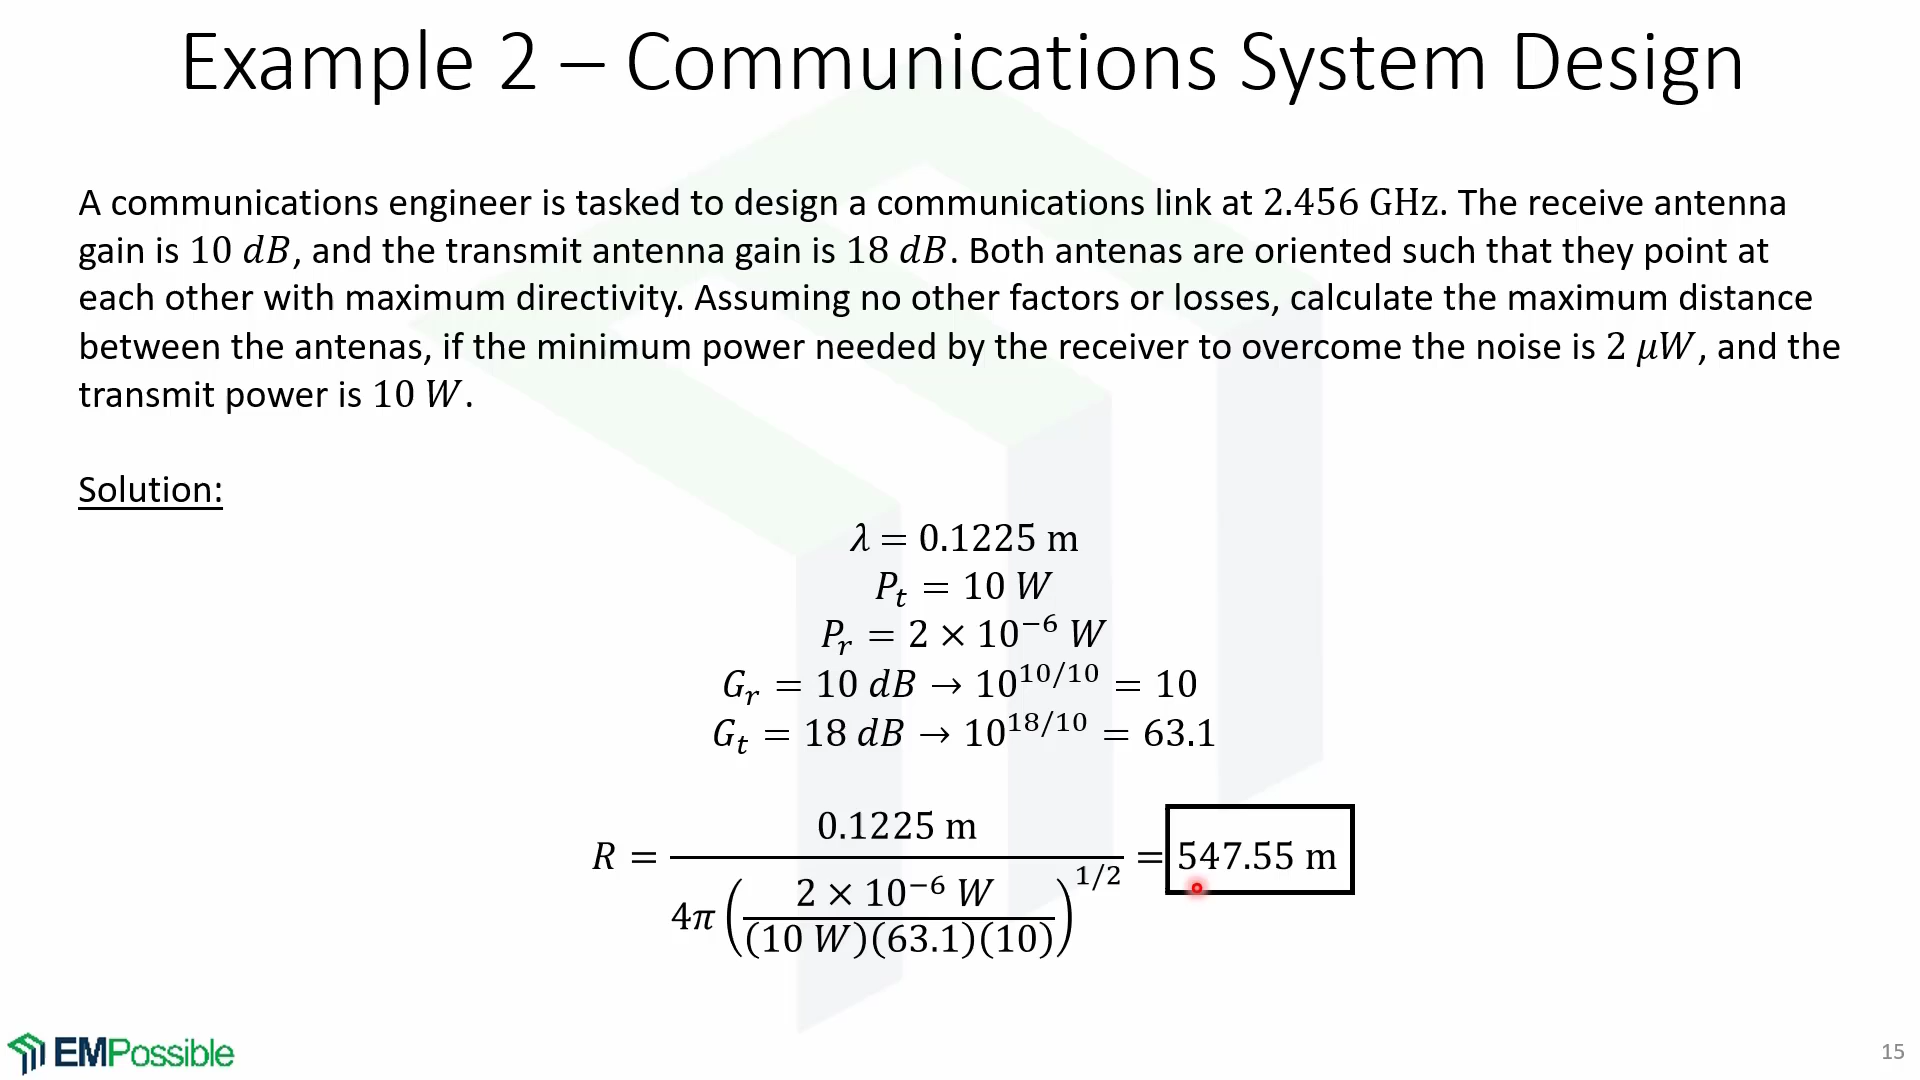 Example 2 – Communications System Design
A communications engineer is tasked to design a communications link at 2.456 GHz. The receive antenna
gain is 10 dB, and the transmit antenna gain is 18 dB. Both antenas are oriented such that they point at
each other with maximum directivity. Assuming no other factors or losses, calculate the maximum distance
between the antenas, if the minimum power needed by the receiver to overcome the noise is 2 μW, and the
transmit power is 10 W.
Solution:
λ = 0.1225 m
P_t = 10 W
P_r = 2 × 10^{−6} W
G_r = 10 dB → 10^{10/10} = 10
G_t = 18 dB → 10^{18/10} = 63.1
R = \frac{0.1225 m}{4π (\frac{2 × 10^{−6} W}{(10 W)(63.1)(10)})^{1/2}} = 547.55 m
EMPossible
15